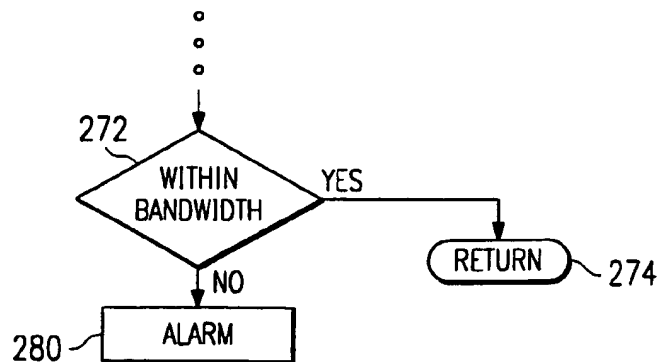 272
WITHIN
BANDWIDTH
YES
RETURN
274
NO
280
ALARM